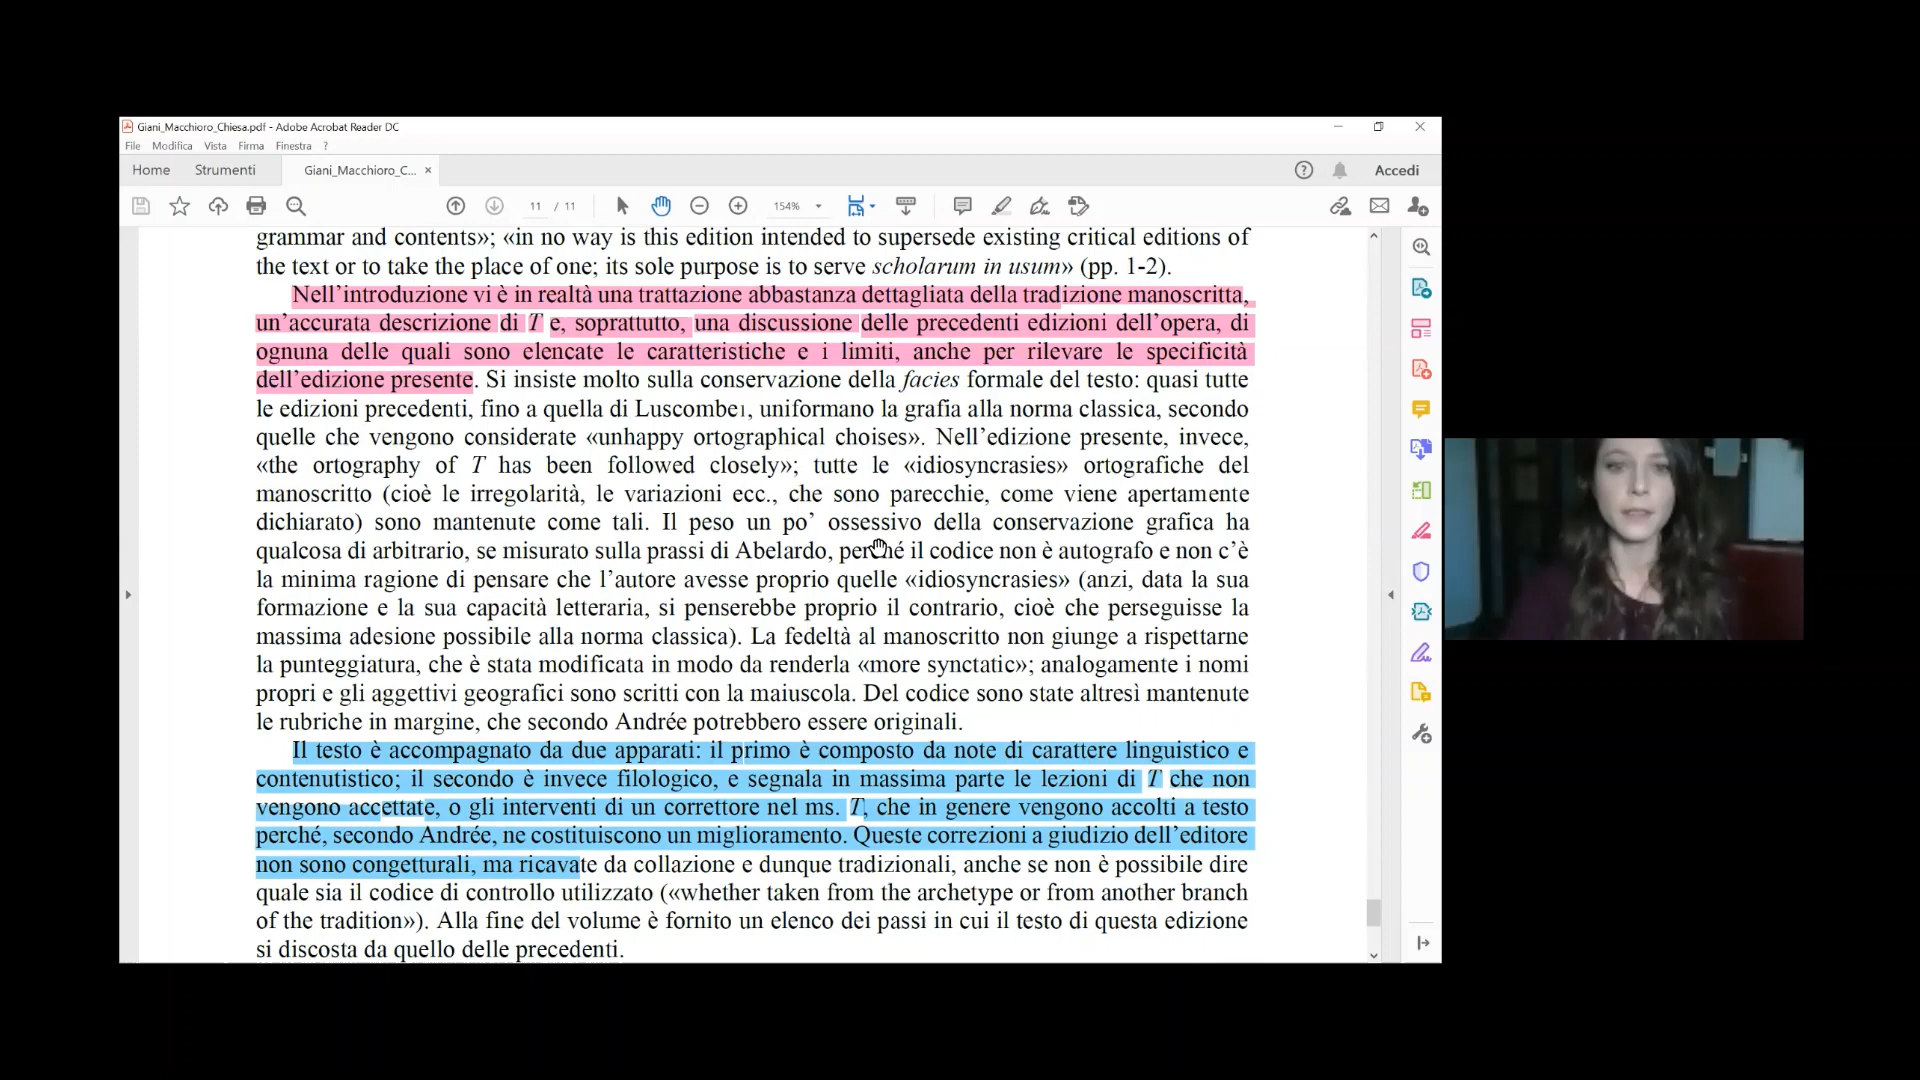 Giani_Macchioro_Chiesa.pdf - Adobe Acrobat Reader DC
File Modifica Vista Firma Finestra ?
Home Strumenti Giani_Macchioro_C... × Accedi
11 / 11 154%
grammar and contents»; «in no way is this edition intended to supersede existing critical editions of
the text or to take the place of one; its sole purpose is to serve scholarum in usum» (pp. 1-2).
Nell’introduzione vi è in realtà una trattazione abbastanza dettagliata della tradizione manoscritta,
un’accurata descrizione di T e, soprattutto, una discussione delle precedenti edizioni dell’opera, di
ognuna delle quali sono elencate le caratteristiche e i limiti, anche per rilevare le specificità
dell’edizione presente. Si insiste molto sulla conservazione della facies formale del testo: quasi tutte
le edizioni precedenti, fino a quella di Luscombe1, uniformano la grafia alla norma classica, secondo
quelle che vengono considerate «unhappy ortographical choises». Nell’edizione presente, invece,
«the ortography of T has been followed closely»; tutte le «idiosyncrasies» ortografiche del
manoscritto (cioè le irregolarità, le variazioni ecc., che sono parecchie, come viene apertamente
dichiarato) sono mantenute come tali. Il peso un po’ ossessivo della conservazione grafica ha
qualcosa di arbitrario, se misurato sulla prassi di Abelardo, perché il codice non è autografo e non c’è
la minima ragione di pensare che l’autore avesse proprio quelle «idiosyncrasies» (anzi, data la sua
formazione e la sua capacità letteraria, si penserebbe proprio il contrario, cioè che perseguisse la
massima adesione possibile alla norma classica). La fedeltà al manoscritto non giunge a rispettarne
la punteggiatura, che è stata modificata in modo da renderla «more synctatic»; analogamente i nomi
propri e gli aggettivi geografici sono scritti con la maiuscola. Del codice sono state altresì mantenute
le rubriche in margine, che secondo Andrée potrebbero essere originali.
Il testo è accompagnato da due apparati: il primo è composto da note di carattere linguistico e
contenutistico; il secondo è invece filologico, e segnala in massima parte le lezioni di T che non
vengono accettate, o gli interventi di un correttore nel ms. T, che in genere vengono accolti a testo
perché, secondo Andrée, ne costituiscono un miglioramento. Queste correzioni a giudizio dell’editore
non sono congetturali, ma ricavate da collazione e dunque tradizionali, anche se non è possibile dire
quale sia il codice di controllo utilizzato («whether taken from the archetype or from another branch
of the tradition»). Alla fine del volume è fornito un elenco dei passi in cui il testo di questa edizione
si discosta da quello delle precedenti.